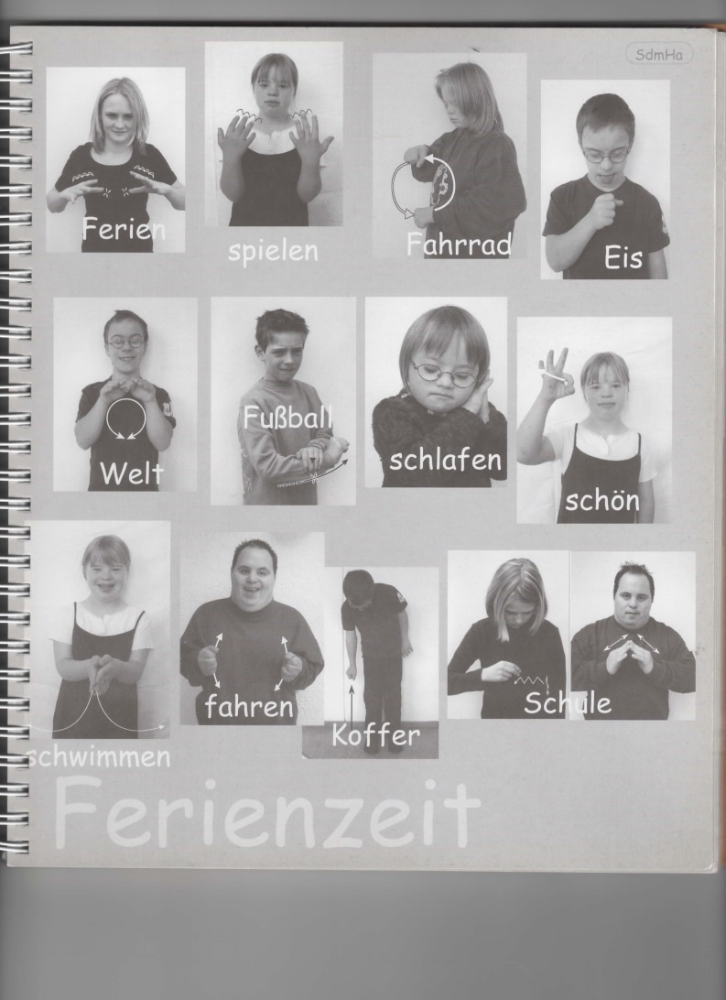 SdmHa
Ferien
spielen
Fahrrad
Eis
Welt
Fußball
schlafen
schön
schwimmen
fahren
Koffer
Schule
Ferienzeit